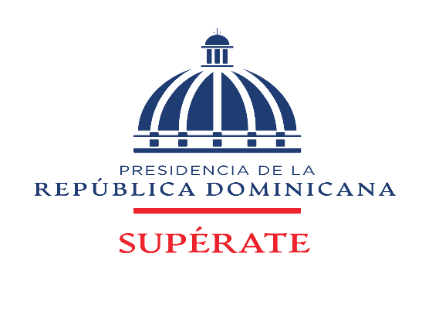 PRESIDENCIA DE LA
REPÚBLICA DOMINICANA
SUPÉRATE